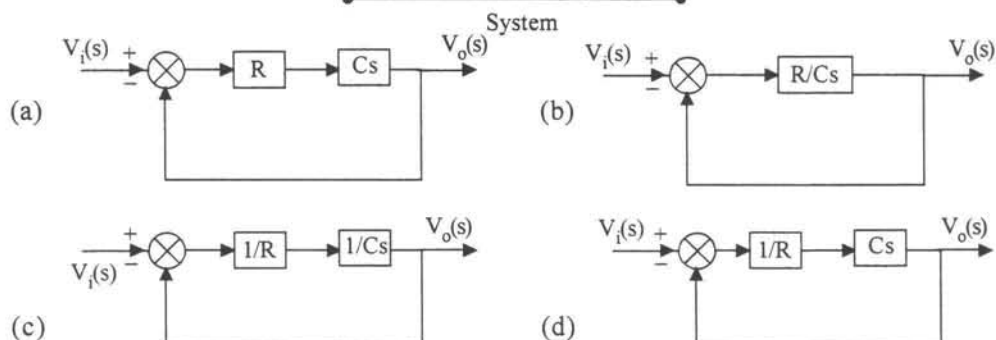 System
V_i(s) + − R Cs V_o(s)
(a)
V_i(s) + − R/Cs V_o(s)
(b)
+ − V_i(s) 1/R 1/Cs V_o(s)
(c)
V_i(s) + − 1/R Cs V_o(s)
(d)